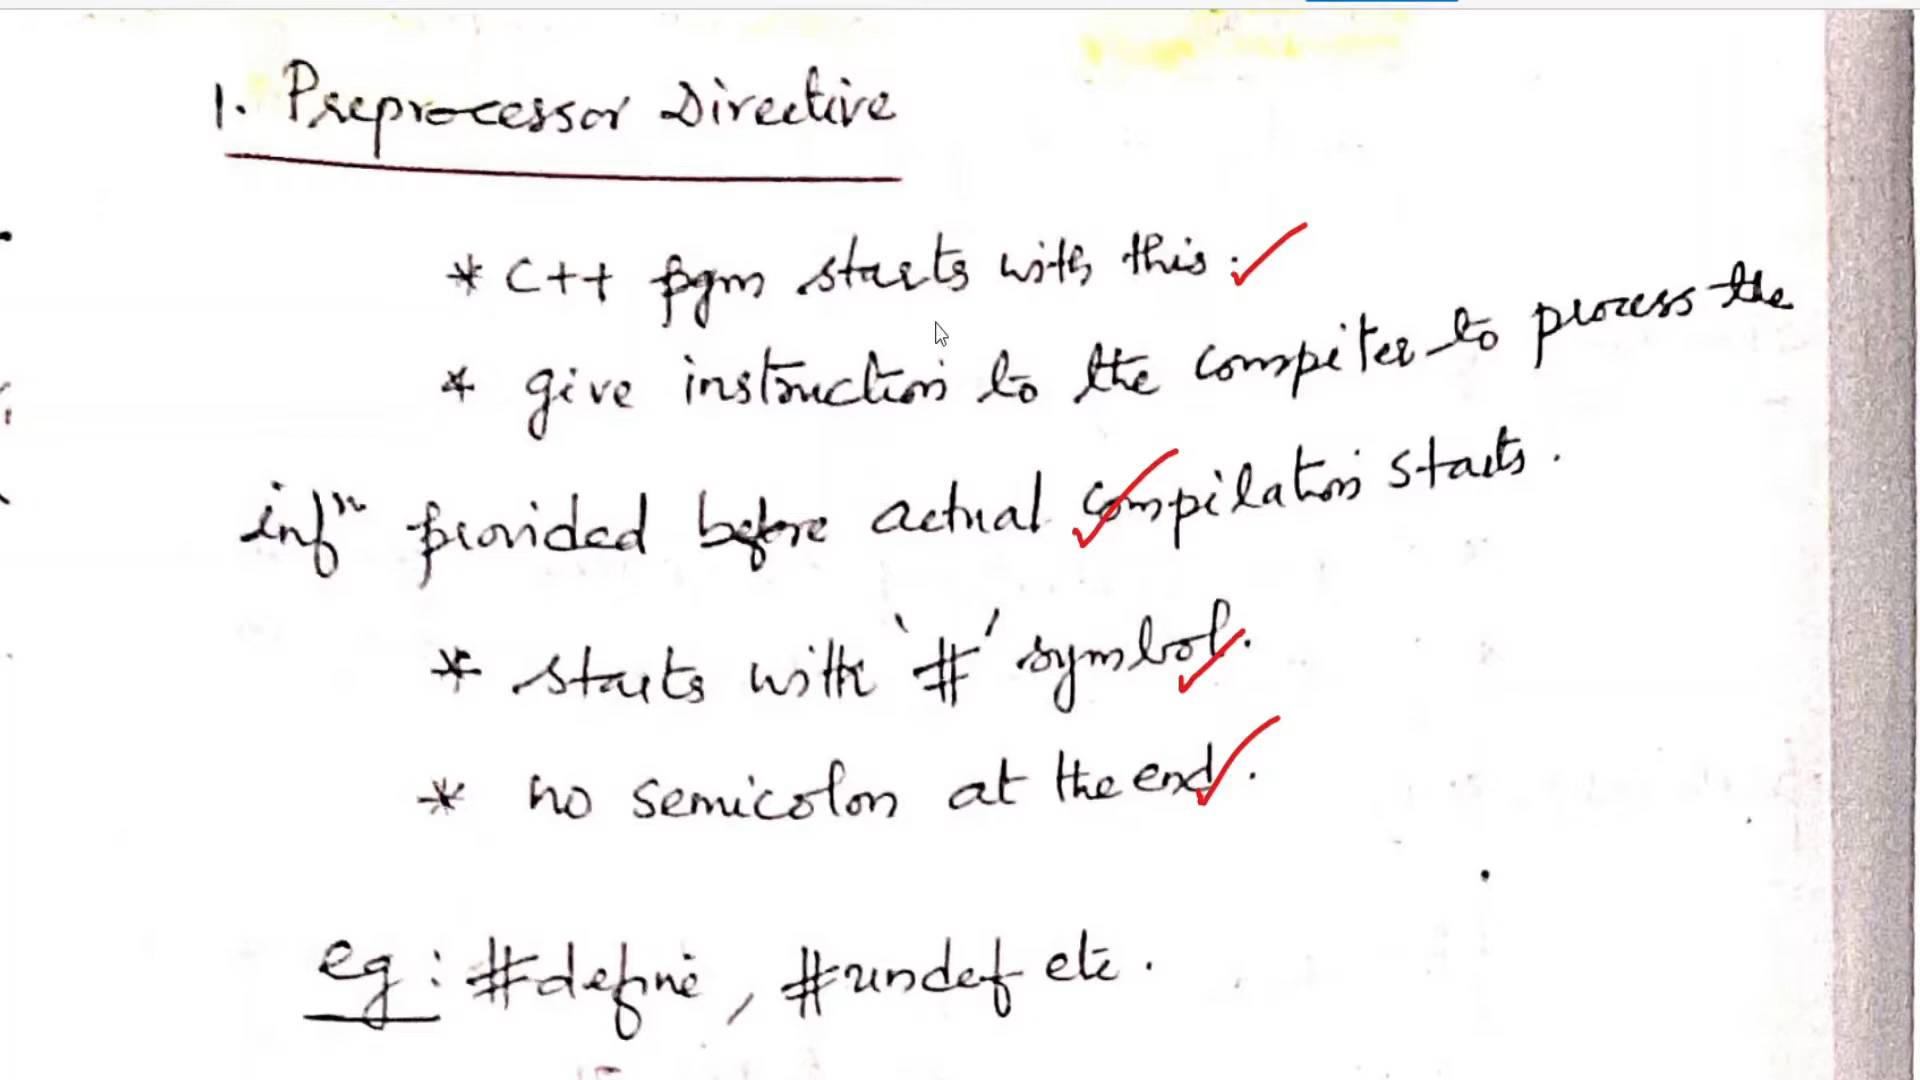 1. Preprocessor Directive
* C++ pgm starts with this.
* give instruction to the compiler to process the
infn provided before actual compilation starts.
* starts with '#' symbol.
* no semicolon at the end.
eg: #define, #undef etc.